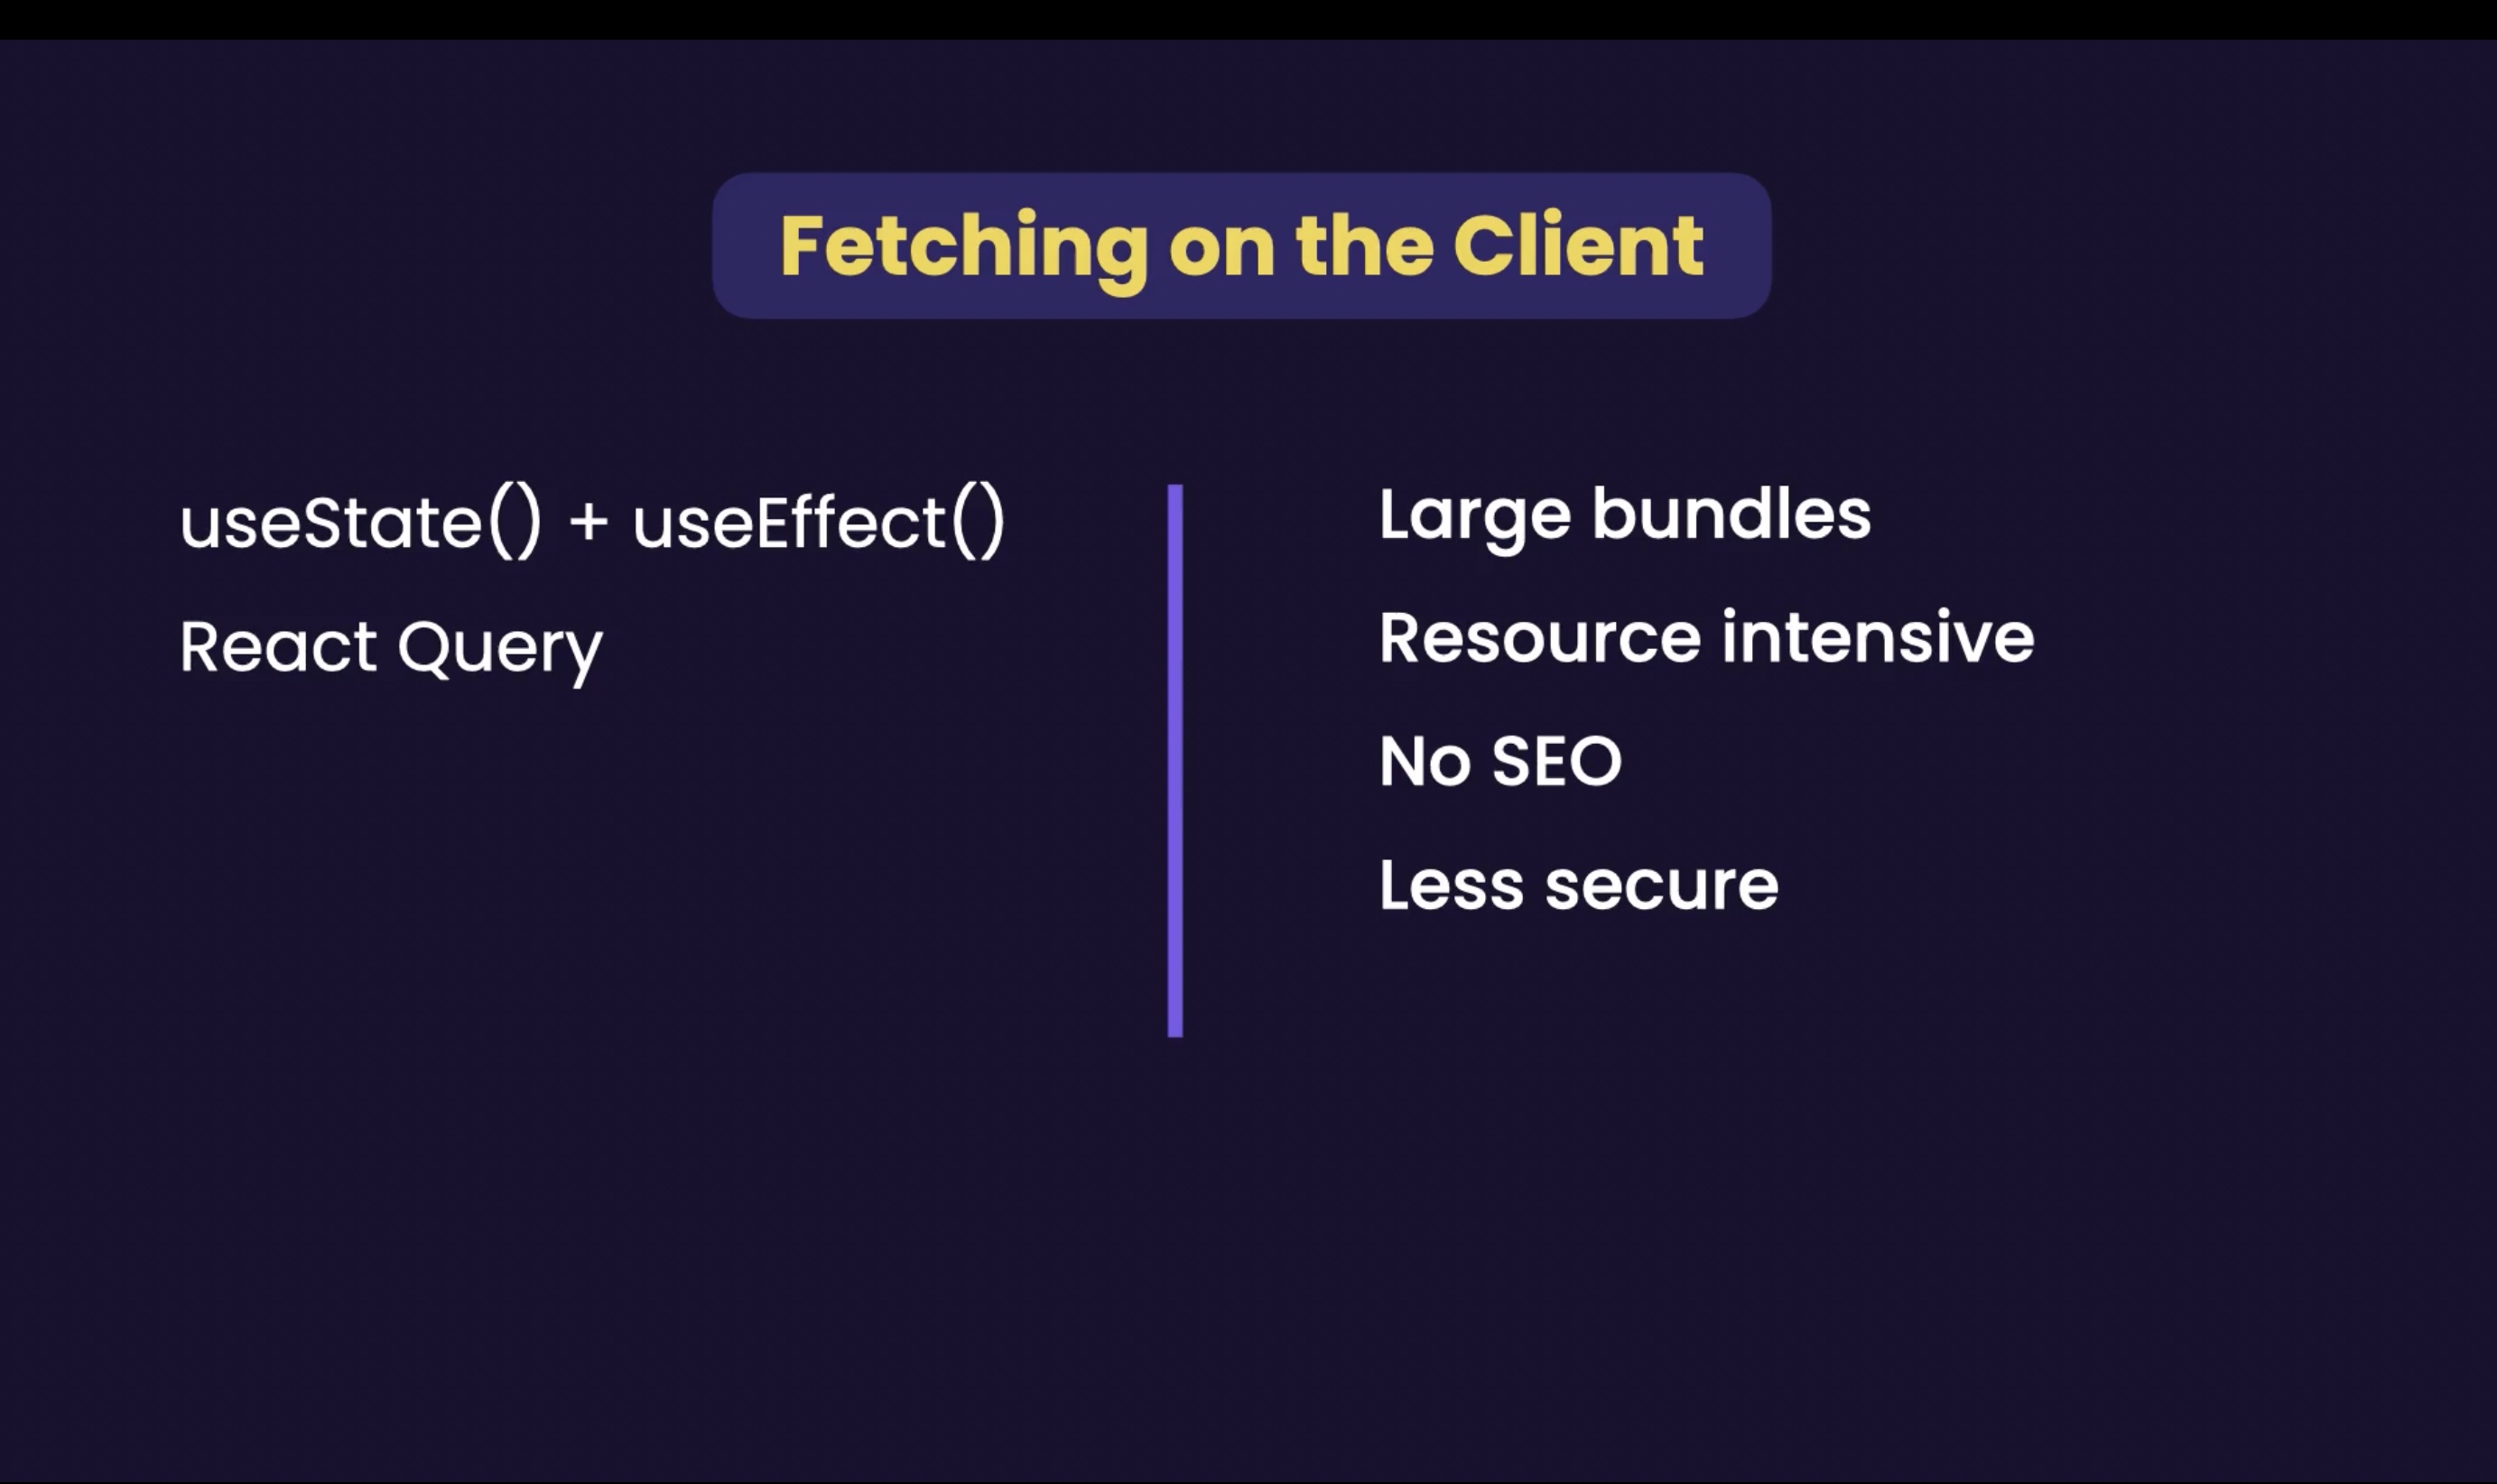 Fetching on the Client
useState() + useEffect()
React Query
Large bundles
Resource intensive
No SEO
Less secure